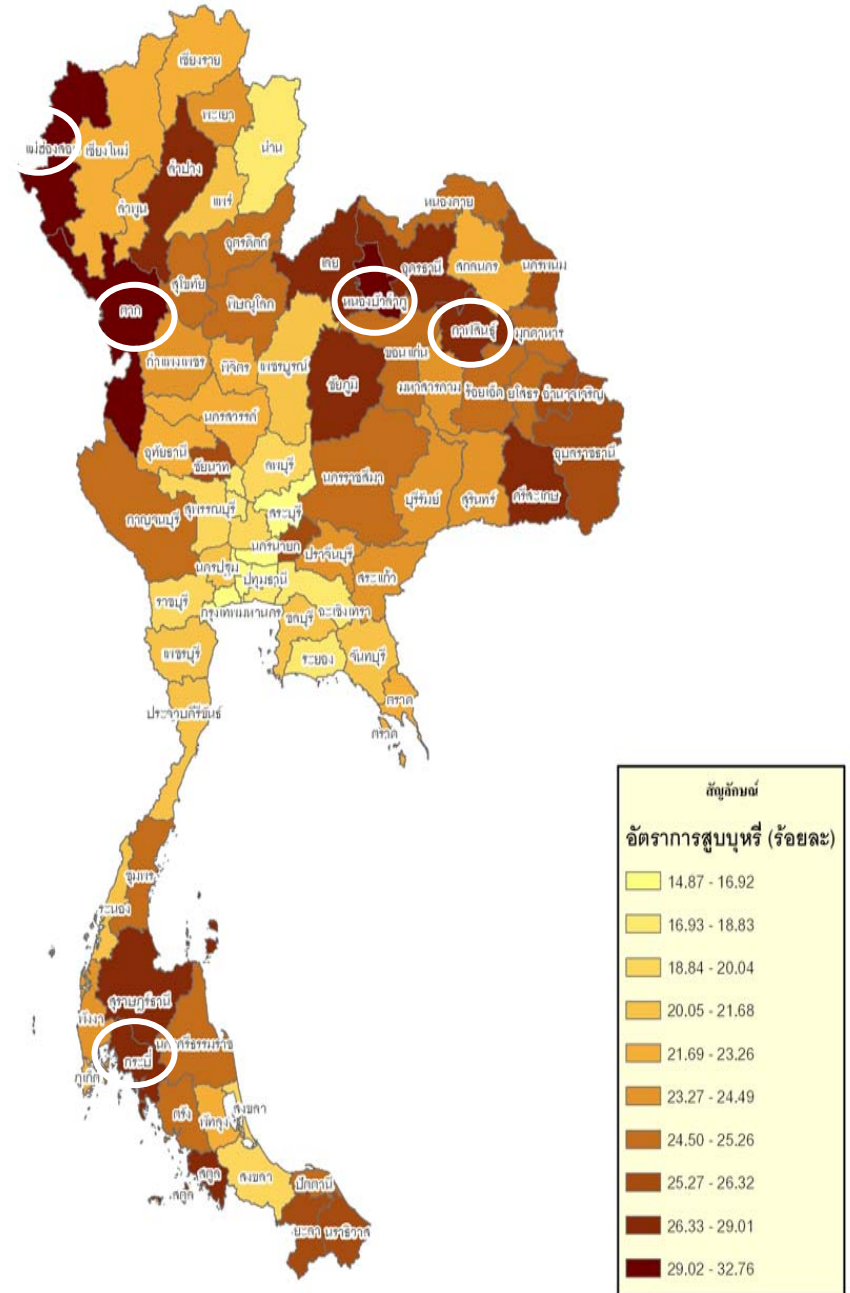 เชียงราย
พะเยา
น่าน
แม่ฮ่องสอน
เชียงใหม่
ลำปาง
ลำพูน
แพร่
หนองคาย
อุตรดิตถ์
เลย
อุดรธานี
สกลนคร
นครพนม
สุโขทัย
ตาก
พิษณุโลก
หนองบัวลำภู
กาฬสินธุ์
มุกดาหาร
กำแพงเพชร
พิจิตร
เพชรบูรณ์
ขอนแก่น
ชัยภูมิ
มหาสารคาม
ร้อยเอ็ด
ยโสธร
อำนาจเจริญ
นครสวรรค์
อุทัยธานี
ชัยนาท
ลพบุรี
นครราชสีมา
บุรีรัมย์
สุรินทร์
ศรีสะเกษ
อุบลราชธานี
กาญจนบุรี
สุพรรณบุรี
สระบุรี
นครนายก
ปราจีนบุรี
สระแก้ว
นครปฐม
ปทุมธานี
ราชบุรี
กรุงเทพมหานคร
ฉะเชิงเทรา
ชลบุรี
เพชรบุรี
ระยอง
จันทบุรี
ตราด
ตราด
ประจวบคีรีขันธ์
ชุมพร
ระนอง
สุราษฎร์ธานี
พังงา
นครศรีธรรมราช
กระบี่
ภูเก็ต
ตรัง
พัทลุง
สงขลา
สตูล
สงขลา
ปัตตานี
สตูล
ยะลา
นราธิวาส
สัญลักษณ์
อัตราการสูบบุหรี่ (ร้อยละ)
14.87 - 16.92
16.93 - 18.83
18.84 - 20.04
20.05 - 21.68
21.69 - 23.26
23.27 - 24.49
24.50 - 25.26
25.27 - 26.32
26.33 - 29.01
29.02 - 32.76